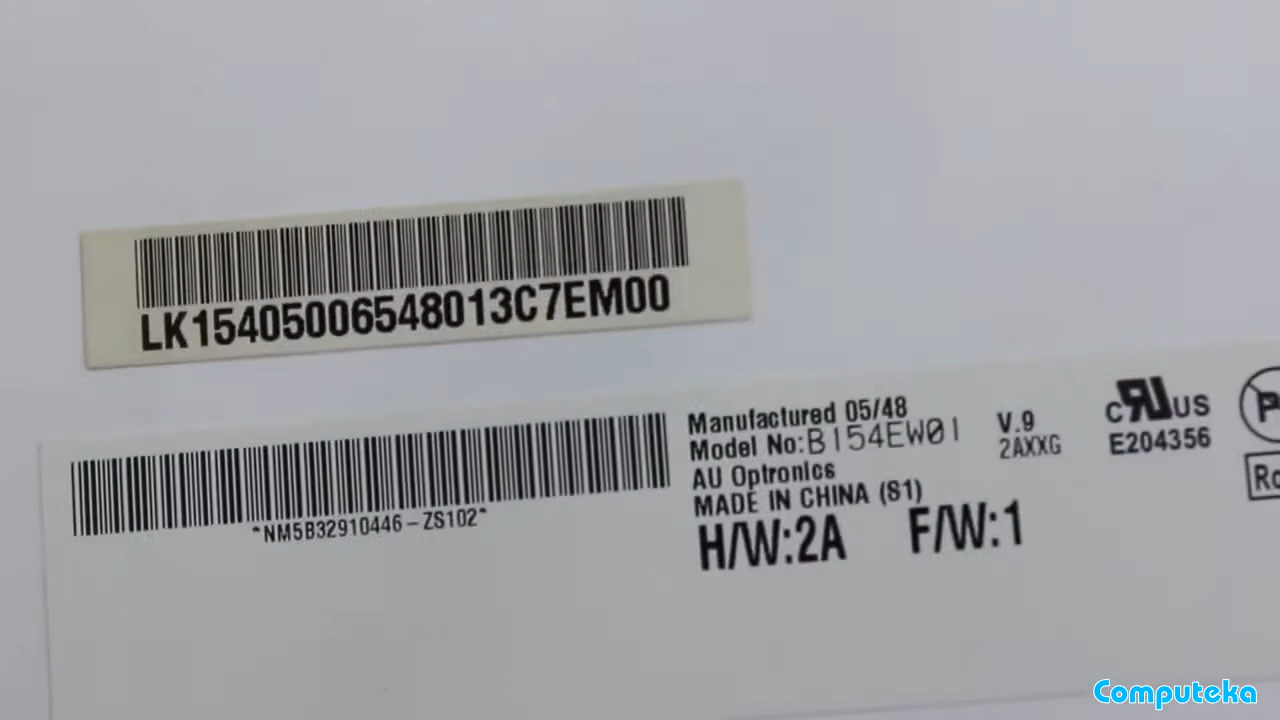 LK15405006548013C7EM00
*NM5B32910446-ZS102*
Manufactured 05/48
Model No:B154EW01 V.9
2AXXG
AU Optronics
MADE IN CHINA (S1)
H/W:2A F/W:1
C RU US
E204356
Computeka